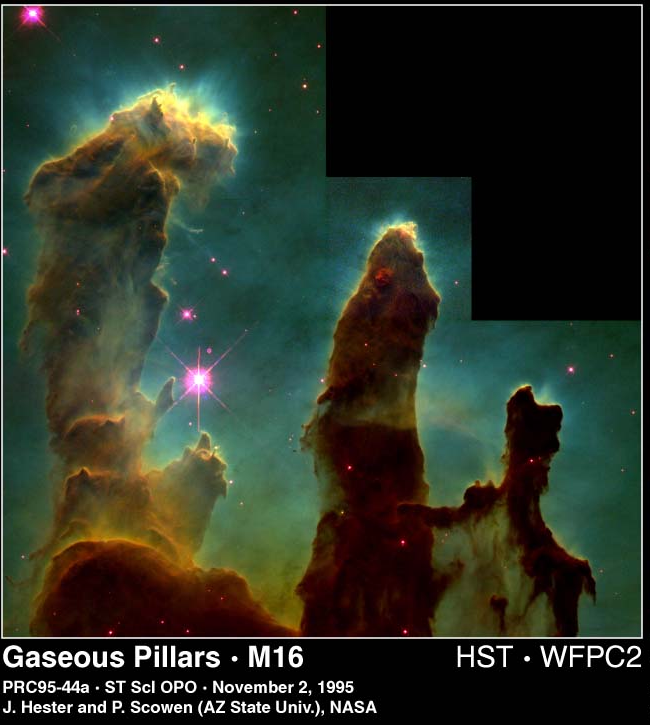 Gaseous Pillars · M16 HST · WFPC2
PRC95-44a · ST ScI OPO · November 2, 1995
J. Hester and P. Scowen (AZ State Univ.), NASA